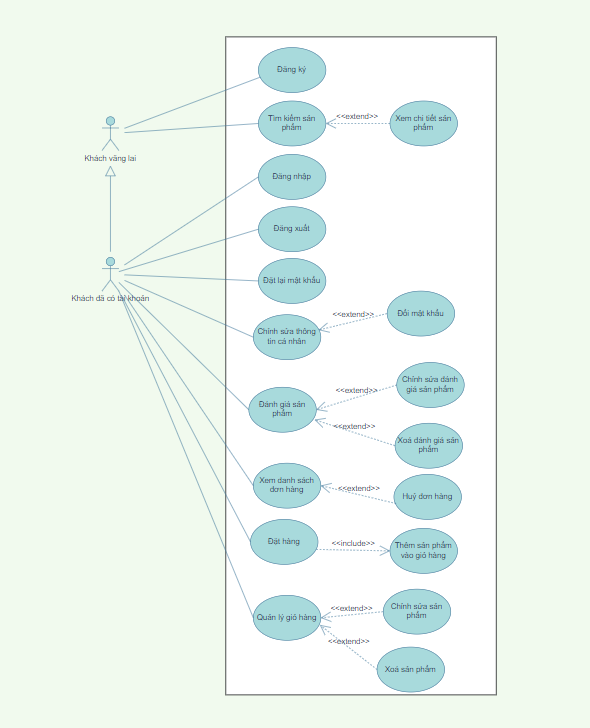 Đăng ký
Tìm kiếm sản
phẩm
<<extend>>
Xem chi tiết sản
phẩm
Khách vãng lai
Đăng nhập
Đăng xuất
Khách đã có tài khoản
Đặt lại mật khẩu
Chỉnh sửa thông
tin cá nhân
<<extend>>
Đổi mật khẩu
Đánh giá sản
phẩm
<<extend>>
Chỉnh sửa đánh
giá sản phẩm
<<extend>>
Xoá đánh giá sản
phẩm
Xem danh sách
đơn hàng
<<extend>>
Huỷ đơn hàng
Đặt hàng
<<include>>
Thêm sản phẩm
vào giỏ hàng
Quản lý giỏ hàng
<<extend>>
Chỉnh sửa sản
phẩm
<<extend>>
Xoá sản phẩm